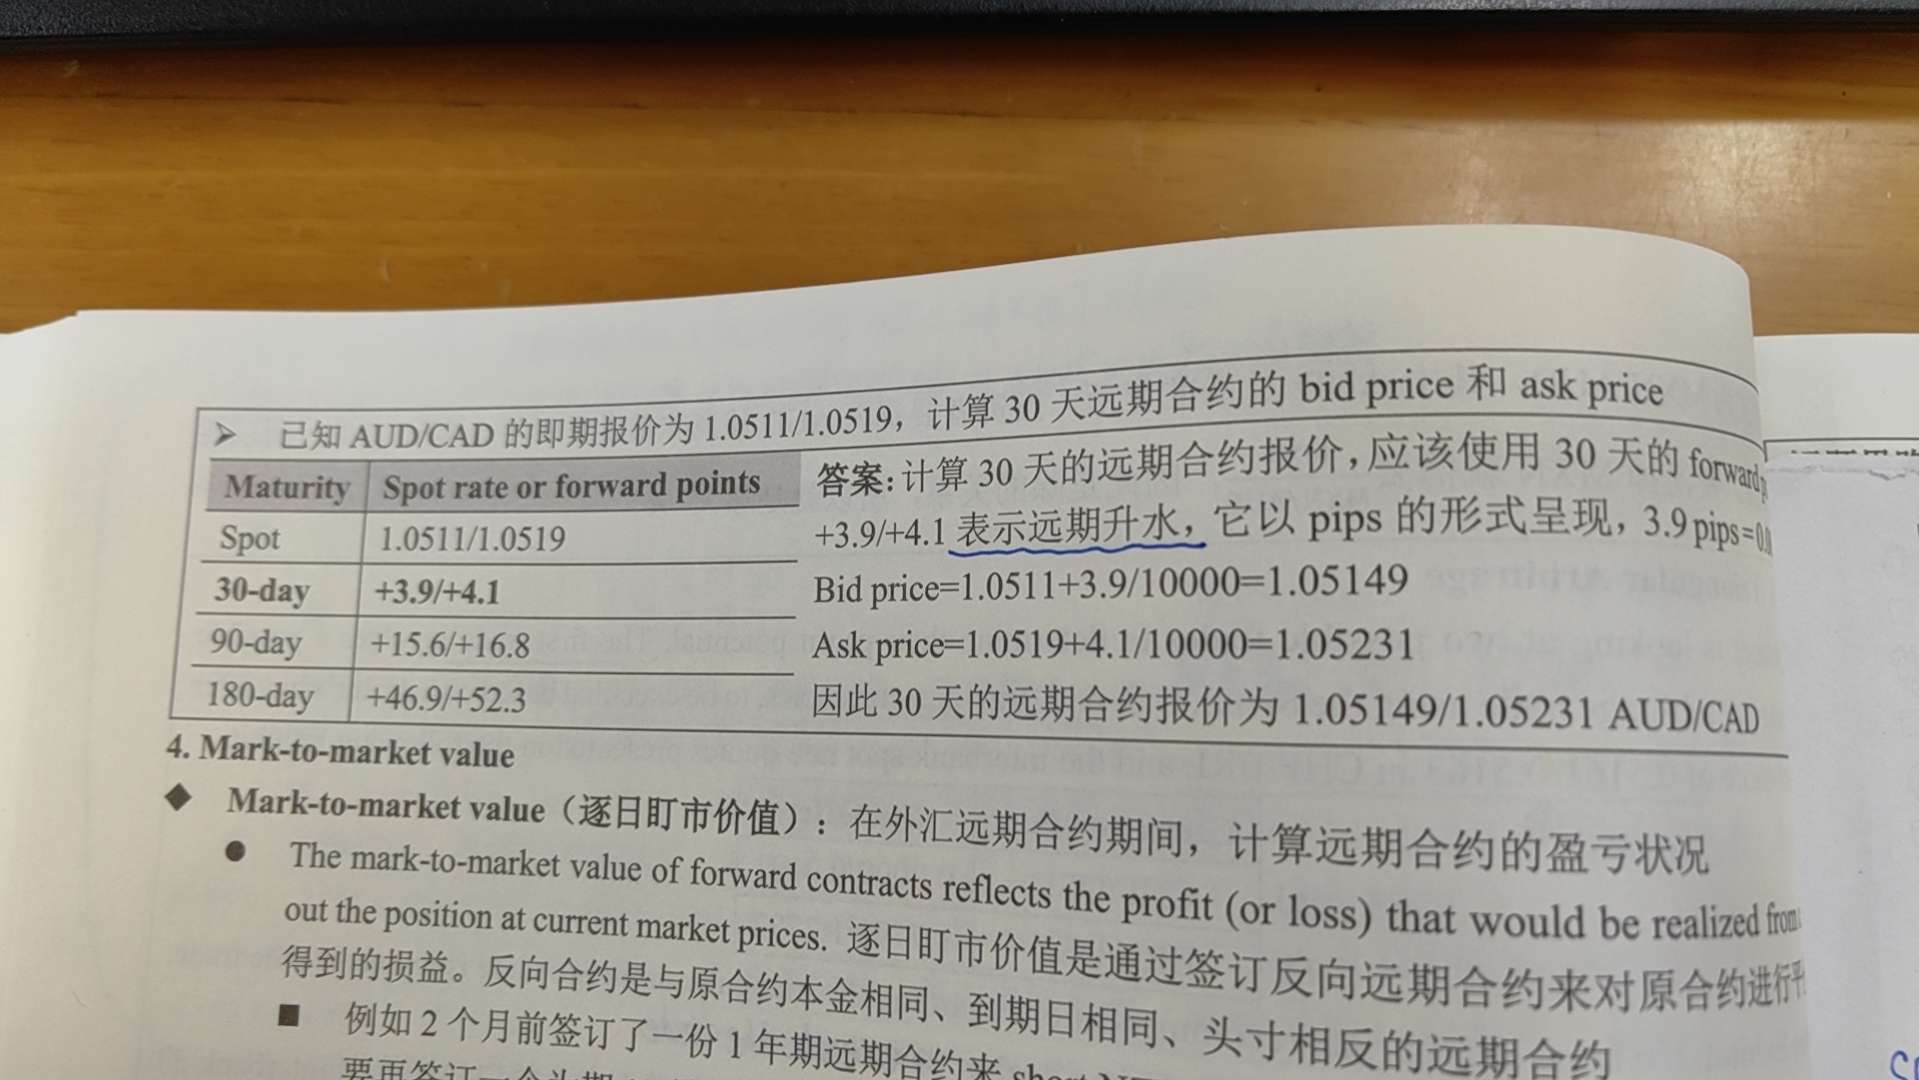 ➢ 已知 AUD/CAD 的即期报价为 1.0511/1.0519，计算 30 天远期合约的 bid price 和 ask price
Maturity Spot rate or forward points
Spot 1.0511/1.0519
30-day +3.9/+4.1
90-day +15.6/+16.8
180-day +46.9/+52.3
答案：计算 30 天的远期合约报价，应该使用 30 天的 forward
+3.9/+4.1 表示远期升水，它以 pips 的形式呈现，3.9 pips=0.
Bid price=1.0511+3.9/10000=1.05149
Ask price=1.0519+4.1/10000=1.05231
因此 30 天的远期合约报价为 1.05149/1.05231 AUD/CAD
4. Mark-to-market value
◆ Mark-to-market value（逐日盯市价值）：在外汇远期合约期间，计算远期合约的盈亏状况
● The mark-to-market value of forward contracts reflects the profit (or loss) that would be realized from
out the position at current market prices. 逐日盯市价值是通过签订反向远期合约来对原合约进行平
得到的损益。反向合约是与原合约本金相同、到期日相同、头寸相反的远期合约
■ 例如 2 个月前签订了一份 1 年期远期合约来 short
要再签订一个为期